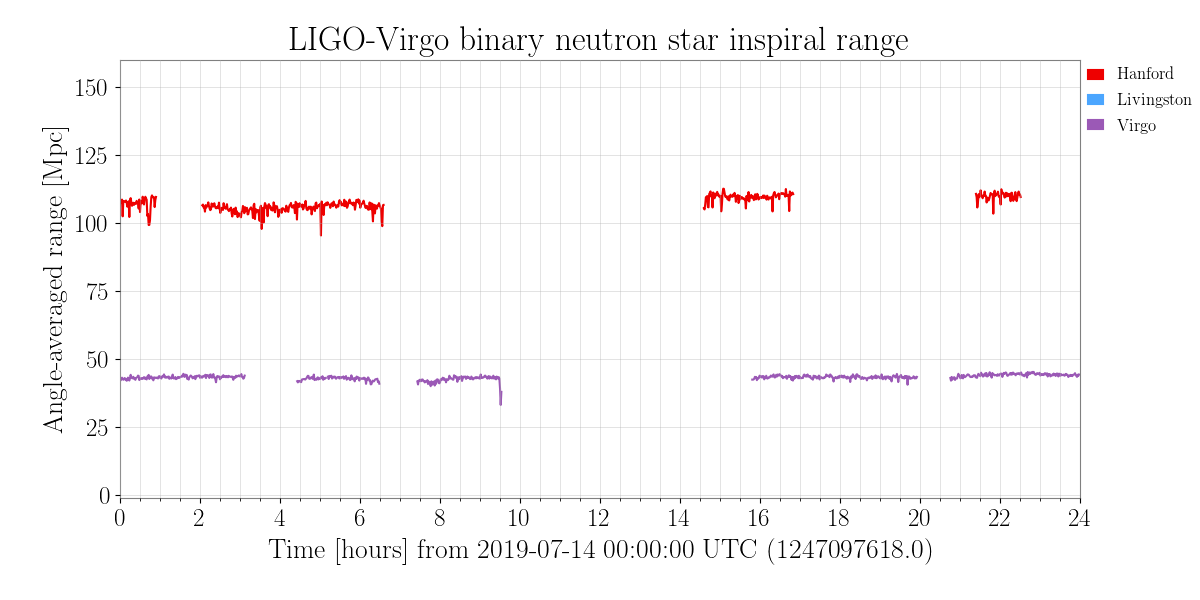 LIGO-Virgo binary neutron star inspiral range
Hanford
Livingston
Virgo
Angle-averaged range [Mpc]
150
125
100
75
50
25
0
0 2 4 6 8 10 12 14 16 18 20 22 24
Time [hours] from 2019-07-14 00:00:00 UTC (1247097618.0)